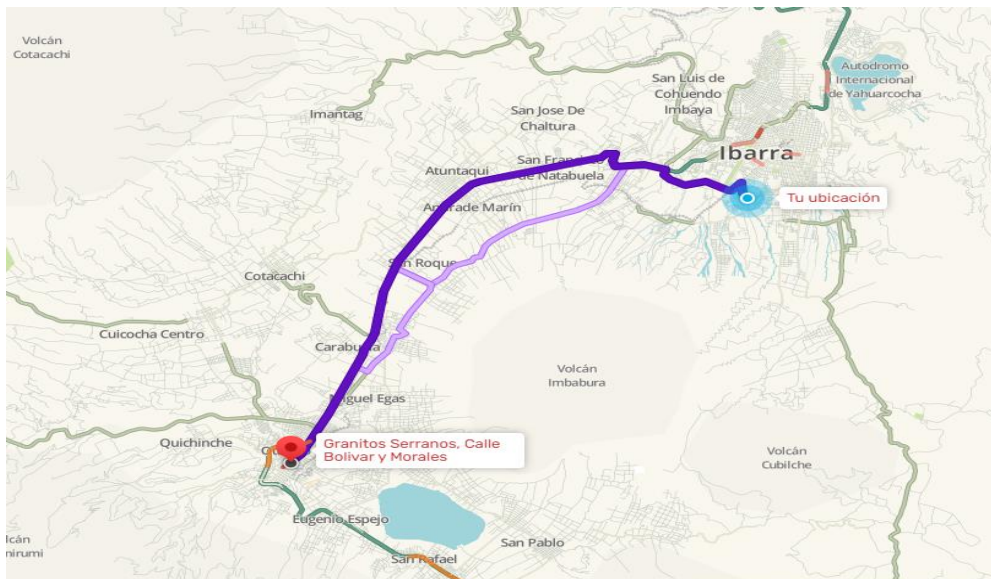 Volcán
Cotacachi
Autódromo
Internacional
de Yahuarcocha
San Luis de
Cohuendo
Imbaya
Imantag
San Jose De
Chaltura
Ibarra
San Francisco
de Natabuela
Atuntaqui
Tu ubicación
Andrade Marín
San Roque
Cotacachi
Cuicocha Centro
Carabuela
Volcán
Imbabura
Miguel Egas
Quichinche
Granitos Serranos, Calle
Bolivar y Morales
Volcán
Cubilche
Eugenio Espejo
San Pablo
San Rafael